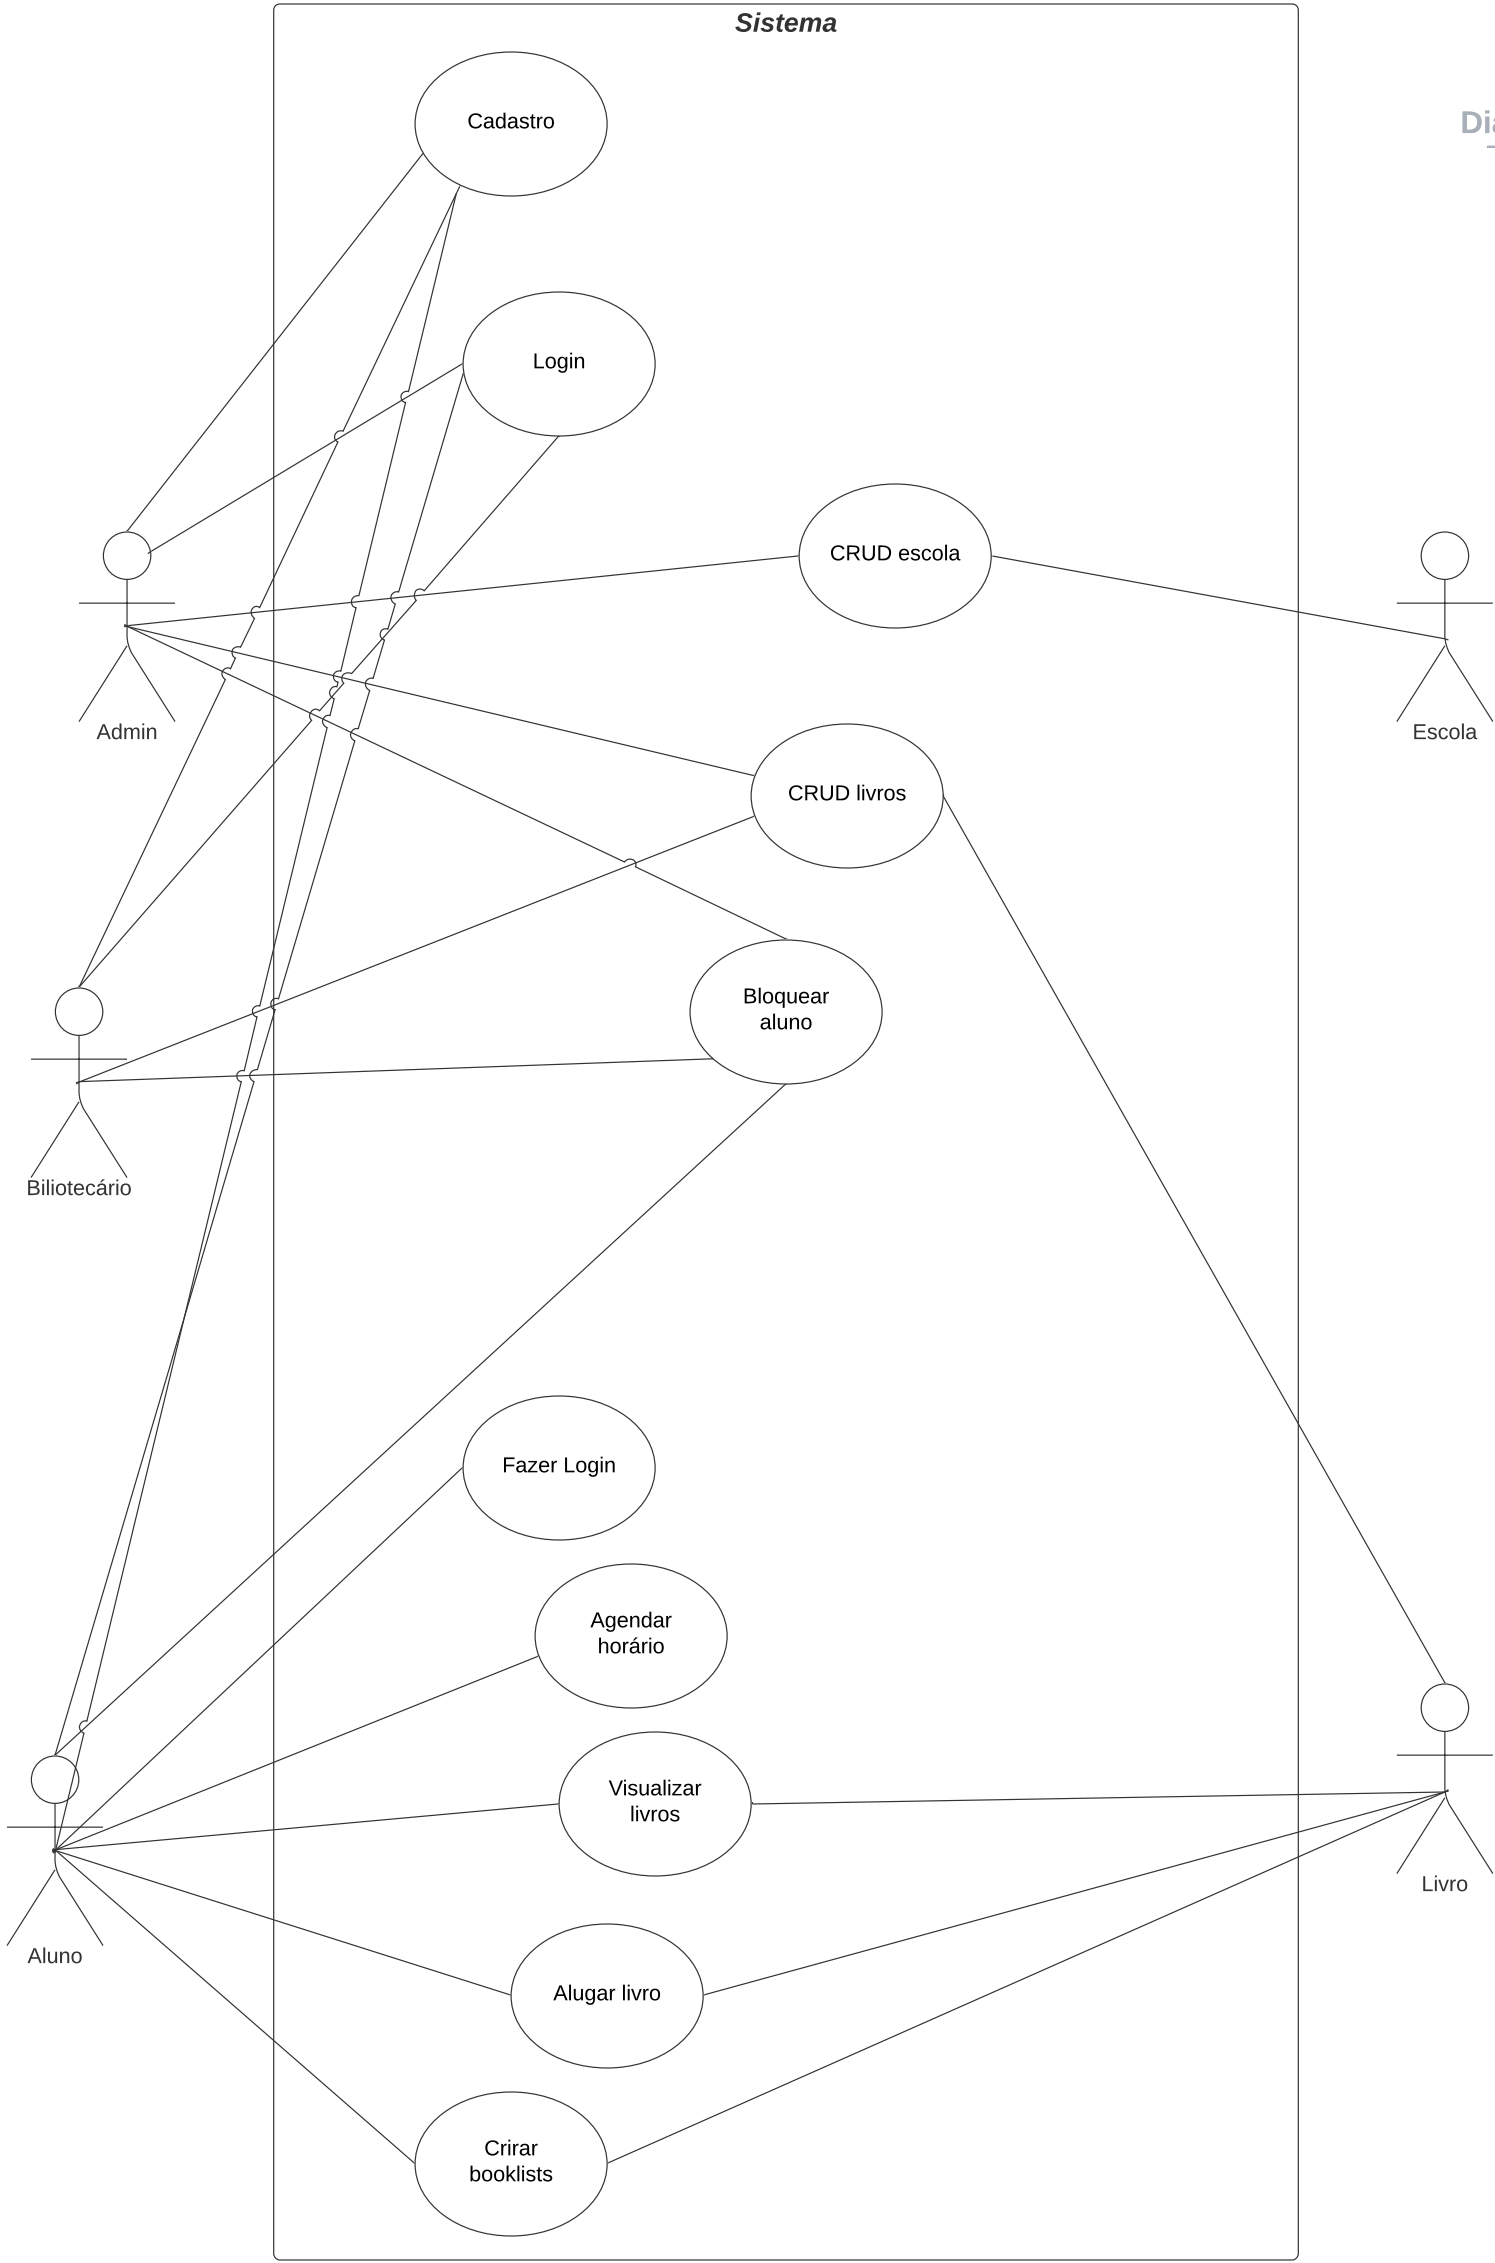 Sistema
Cadastro
Dia
Login
CRUD escola
Admin
Escola
CRUD livros
Bloquear
aluno
Biliotecário
Fazer Login
Agendar
horário
Visualizar
livros
Livro
Aluno
Alugar livro
Crirar
booklists